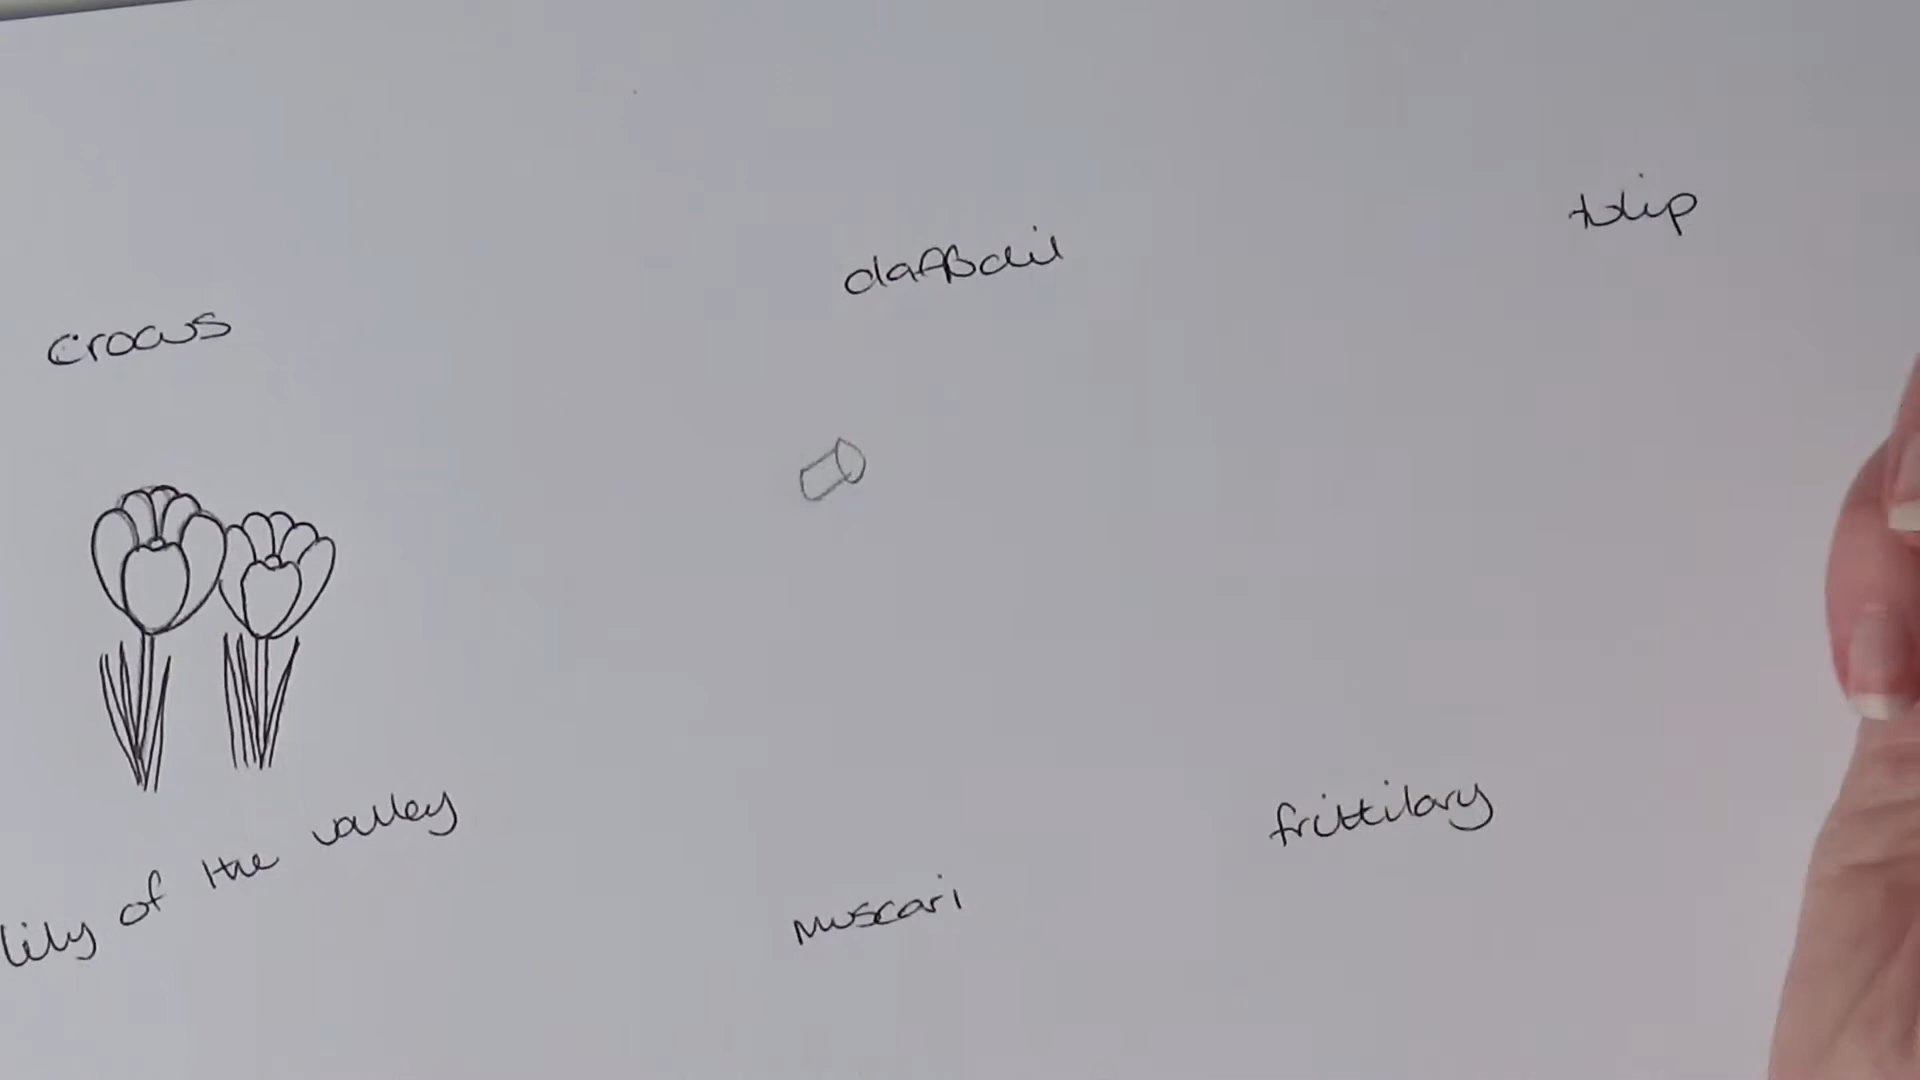 crocus
daffodil
tulip
lily of the valley
muscari
frittilary